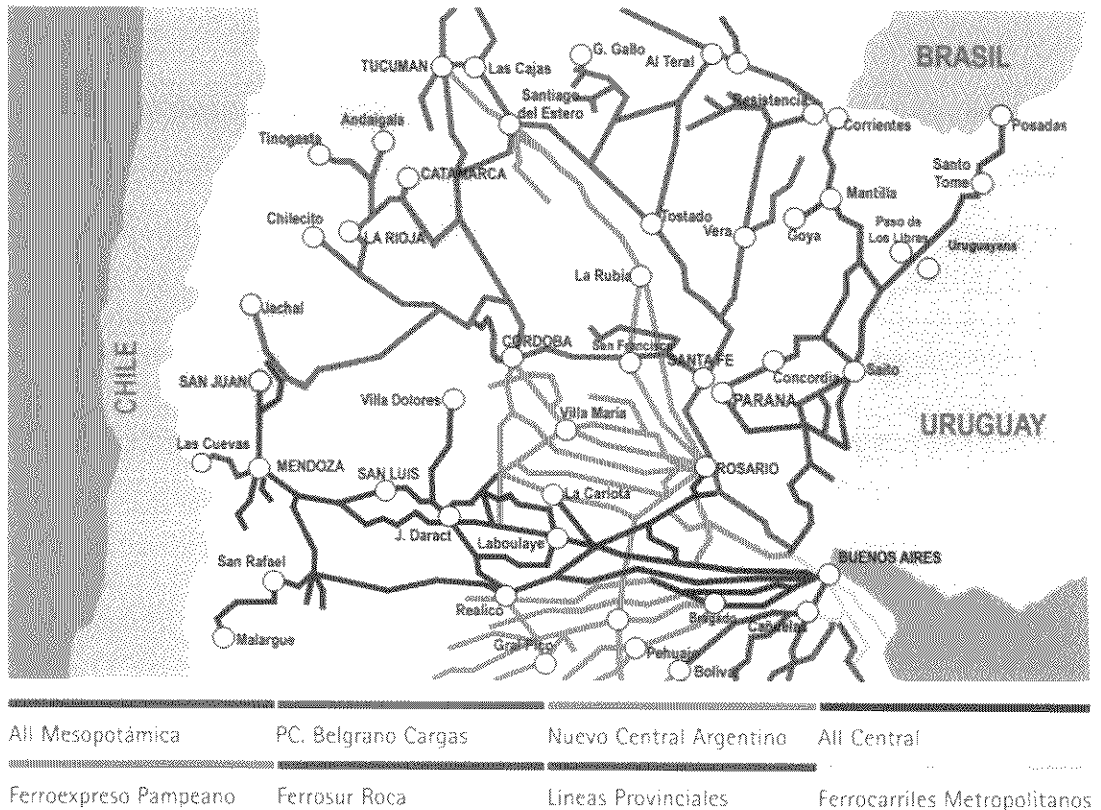 BRASIL
TUCUMAN
Las Cajas
G. Gallo
Al Teral
Santiago
del Estero
Resistencia
Corrientes
Posadas
Andalgala
Tinogasta
CATAMARCA
Santo
Tome
Mantilla
Chilecito
LA RIOJA
Tostado
Vera
Goya
Paso de
Los Libres
Uruguayana
La Rubia
Jachal
CORDOBA
San Francisco
SANTA FE
CHILE
SAN JUAN
Concordia
Salto
Villa Dolores
PARANA
Villa Maria
URUGUAY
Las Cuevas
MENDOZA
SAN LUIS
ROSARIO
La Carlota
J. Daract
Laboulaye
San Rafael
BUENOS AIRES
Realicó
Bragado
Cañuelas
Malargue
Gral Pico
Pehuajo
Bolivar
All Mesopotámica
PC. Belgrano Cargas
Nuevo Central Argentino
All Central
Ferroexpreso Pampeano
Ferrosur Roca
Lineas Provinciales
Ferrocarriles Metropolitanos